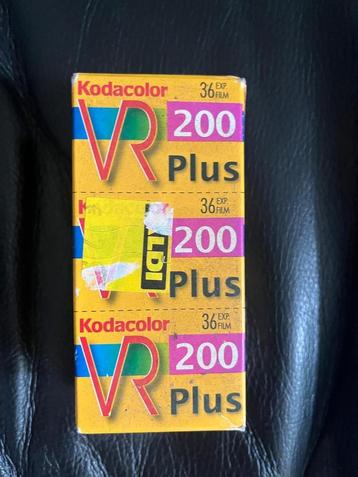 Kodacolor
36 EXP. FILM
VR 200
Plus
36 EXP. FILM
200
ALDI
Plus
Kodacolor
36 EXP. FILM
VR 200
Plus